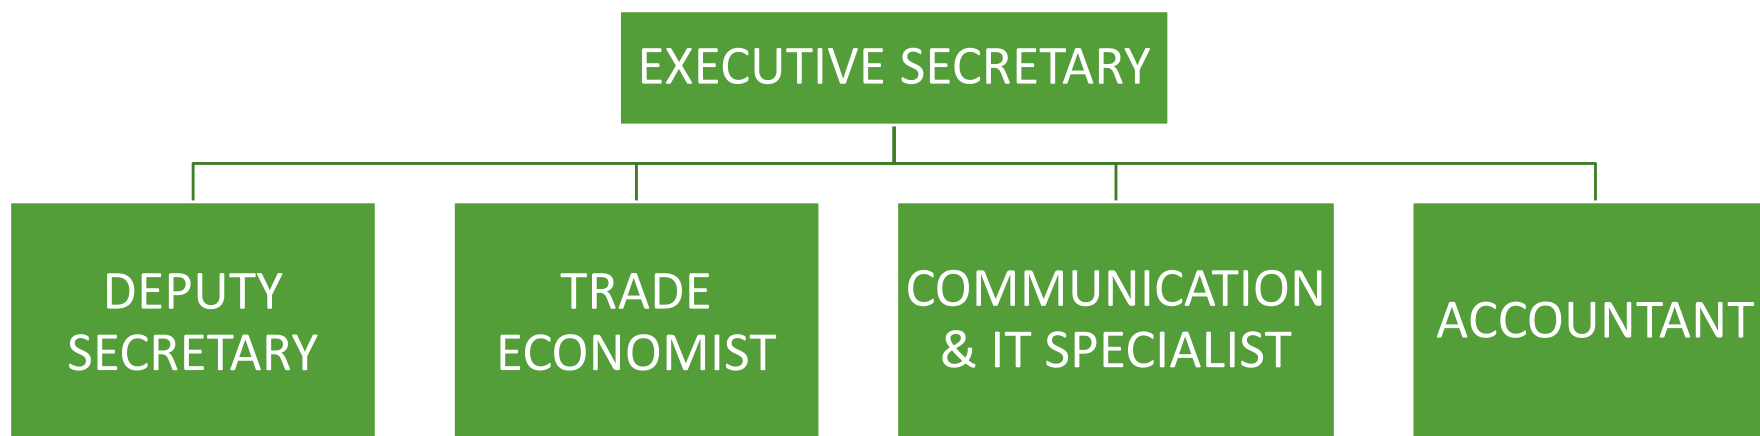 EXECUTIVE SECRETARY
DEPUTY
SECRETARY
TRADE
ECONOMIST
COMMUNICATION
& IT SPECIALIST
ACCOUNTANT